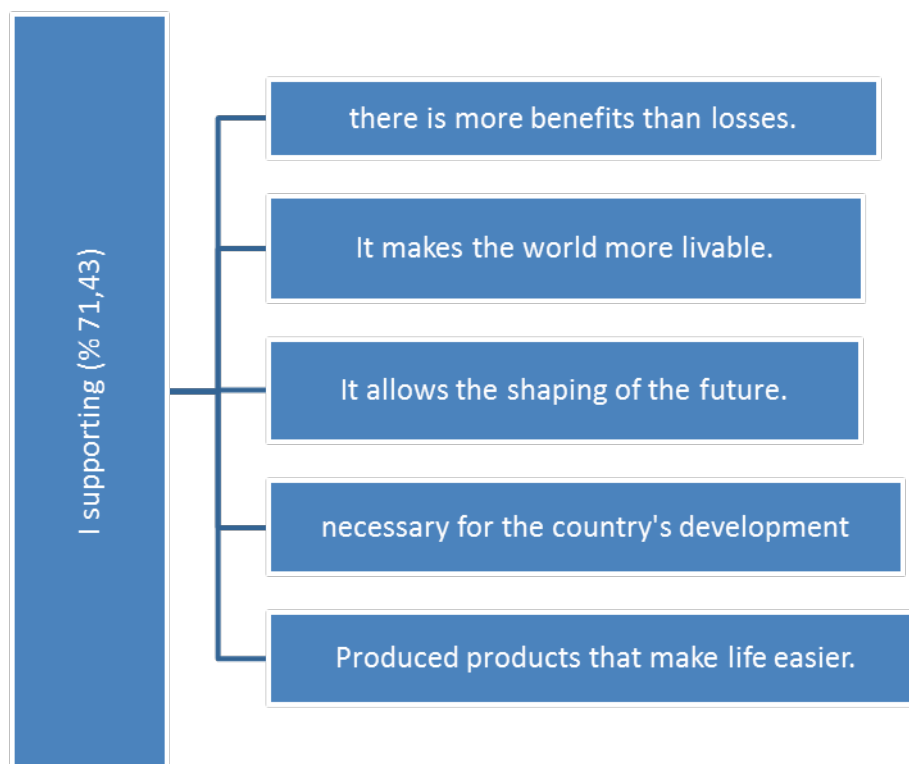 I supporting (% 71,43)
there is more benefits than losses.
It makes the world more livable.
It allows the shaping of the future.
necessary for the country's development
Produced products that make life easier.